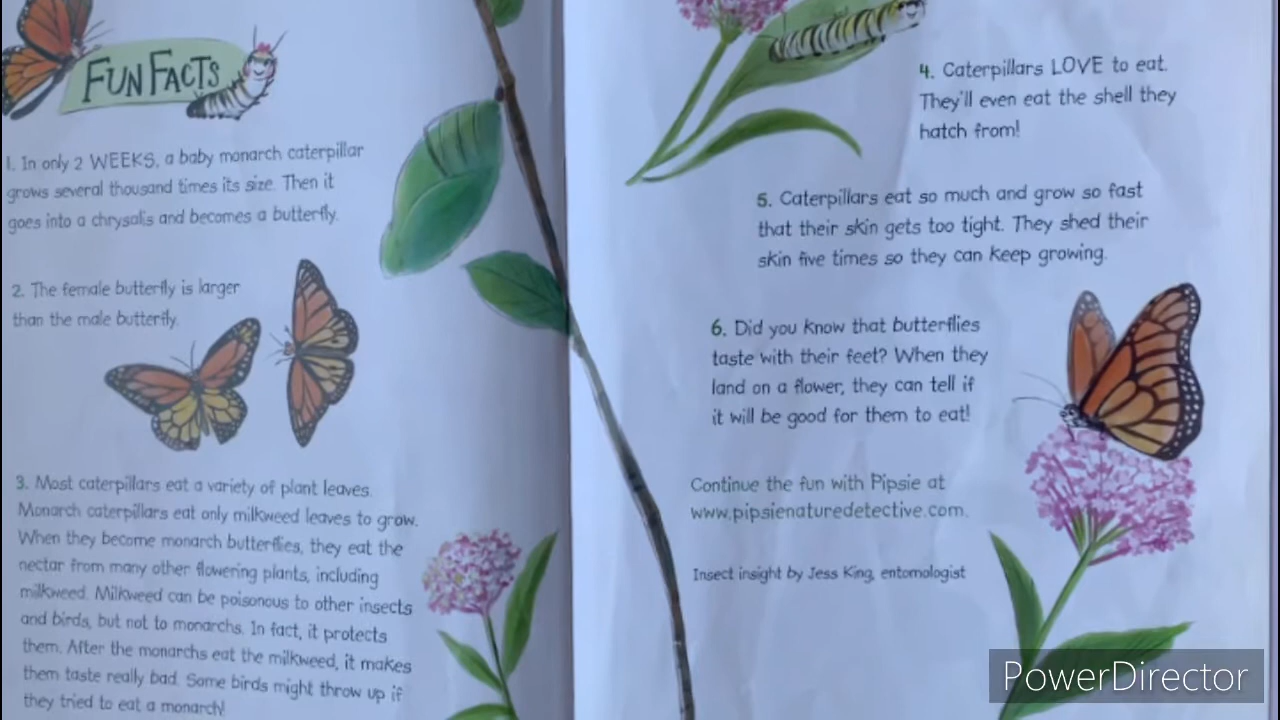 FUN FACTS
1. In only 2 WEEKS, a baby monarch caterpillar
grows several thousand times its size. Then it
goes into a chrysalis and becomes a butterfly.
2. The female butterfly is larger
than the male butterfly.
3. Most caterpillars eat a variety of plant leaves.
Monarch caterpillars eat only milkweed leaves to grow.
When they become monarch butterflies, they eat the
nectar from many other flowering plants, including
milkweed. Milkweed can be poisonous to other insects
and birds, but not to monarchs. In fact, it protects
them. After the monarchs eat the milkweed, it makes
them taste really bad. Some birds might throw up if
they tried to eat a monarch!
4. Caterpillars LOVE to eat.
They'll even eat the shell they
hatch from!
5. Caterpillars eat so much and grow so fast
that their skin gets too tight. They shed their
skin five times so they can keep growing.
6. Did you know that butterflies
taste with their feet? When they
land on a flower, they can tell if
it will be good for them to eat!
Continue the fun with Pipsie at
www.pipsienaturedetective.com.
Insect insight by Jess King, entomologist
PowerDirector